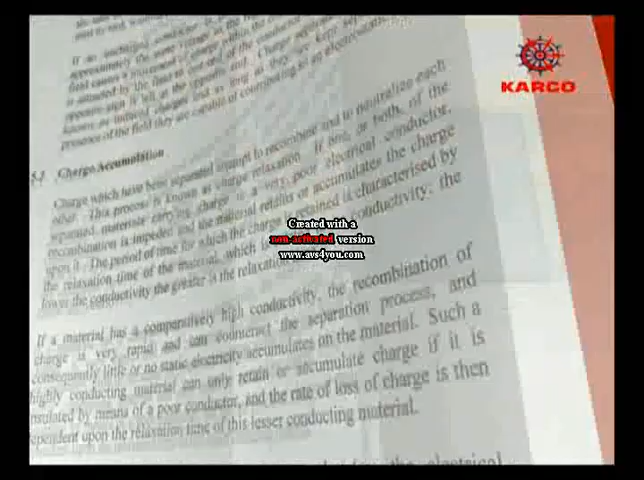 If an uncharged conductor is
approximately the same voltage as the
field causes a movement of charge within the conductor
is attracted by the field to one end of the conductor
opposite sign is left at the opposite end. Charges
known as induced charges and as long as they are kept
presence of the field they are capable of contributing to an electrostatic
KARCO
Charge Accumulation
Charge which have been separated attempt to recombine and to neutralize each
other. This process is known as charge relaxation. If one, or both, of the
materials carrying charge is a very poor electrical conductor,
recombination is impeded and the material retains or accumulates the charge
upon it. The period of time for which the charge is retained is characterised by
the relaxation time of the material, which is conductivity, the
lower the conductivity the greater is the relaxation
Created with a
non-activated version
www.avs4you.com
If a material has a comparatively high conductivity, the recombination of
charge is very rapid and can counteract the separation process, and
consequently little or no static electricity accumulates on the material. Such a
highly conducting material can only retain or accumulate charge if it is
insulated by means of a poor conductor, and the rate of loss of charge is then
dependent upon the relaxation time of this lesser conducting material.
the electrical